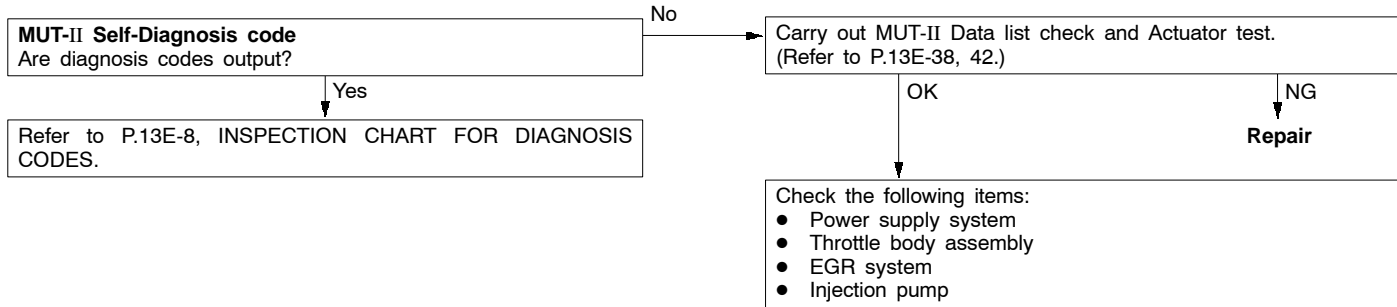 MUT-II Self-Diagnosis code
Are diagnosis codes output?
No
Carry out MUT-II Data list check and Actuator test.
(Refer to P.13E-38, 42.)
Yes
OK
NG
Refer to P.13E-8, INSPECTION CHART FOR DIAGNOSIS
CODES.
Repair
Check the following items:
● Power supply system
● Throttle body assembly
● EGR system
● Injection pump